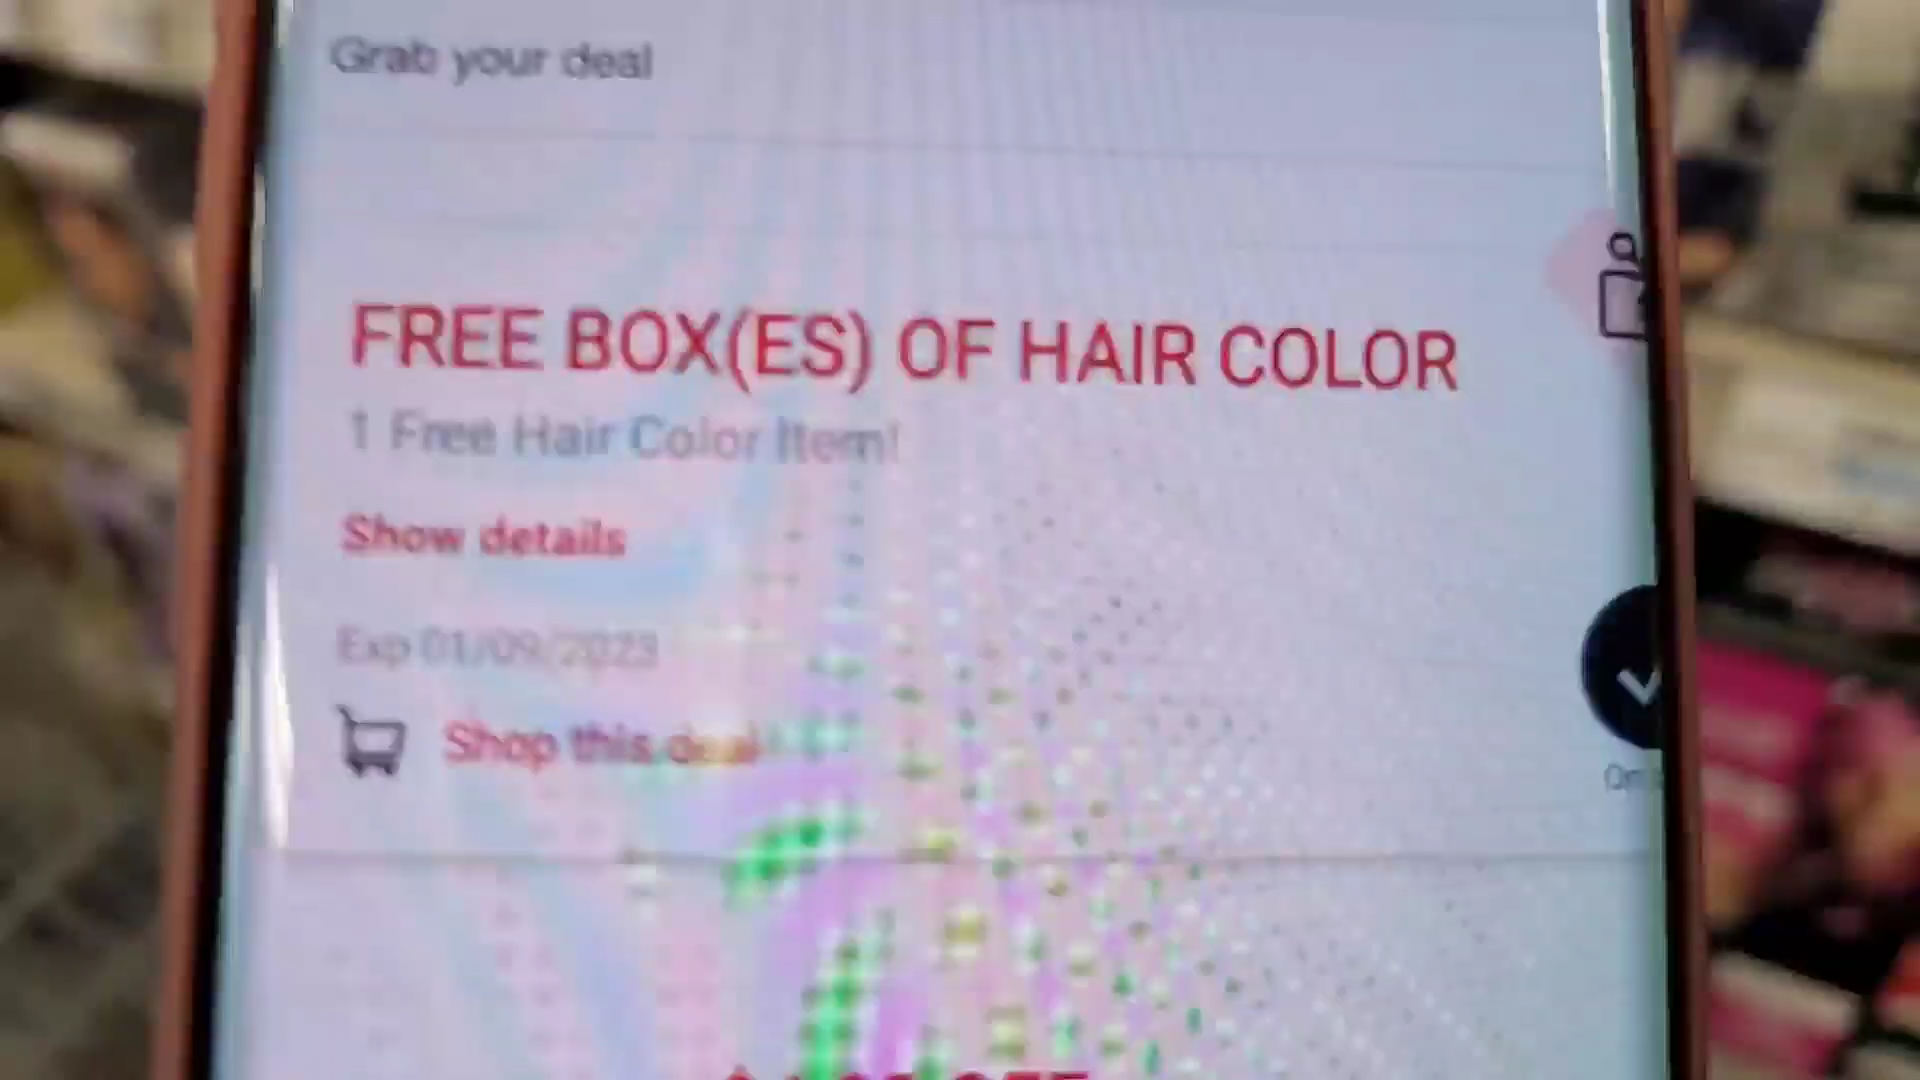 Grab your deal
FREE BOX(ES) OF HAIR COLOR
1 Free Hair Color Item!
Show details
Exp 01/09/2023
Shop this deal
On